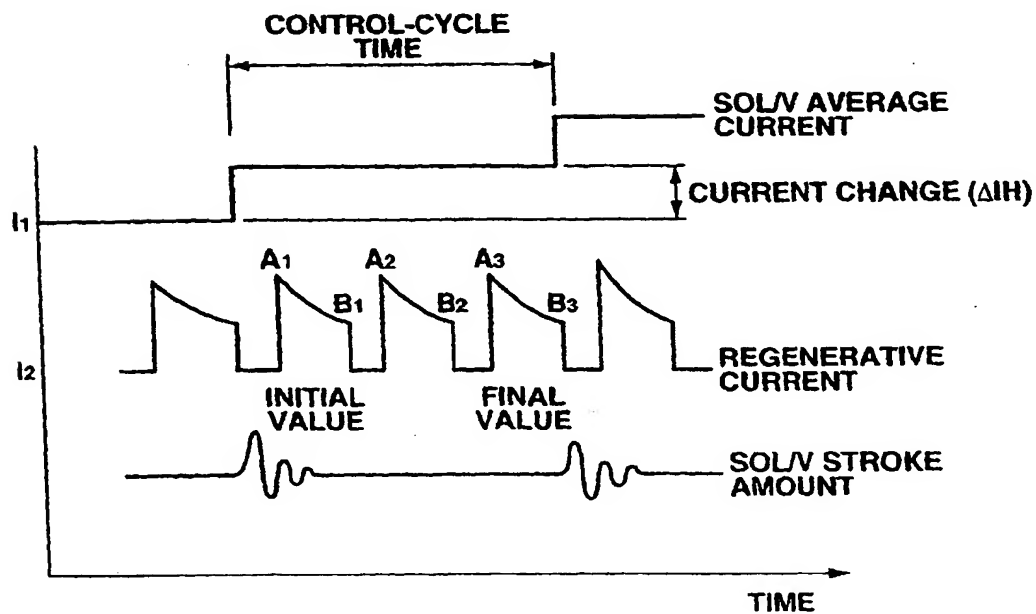 CONTROL-CYCLE
TIME
SOL/V AVERAGE
CURRENT
CURRENT CHANGE (ΔIH)
I1
A1
A2
A3
B1
B2
B3
I2
REGENERATIVE
CURRENT
INITIAL
VALUE
FINAL
VALUE
SOL/V STROKE
AMOUNT
TIME